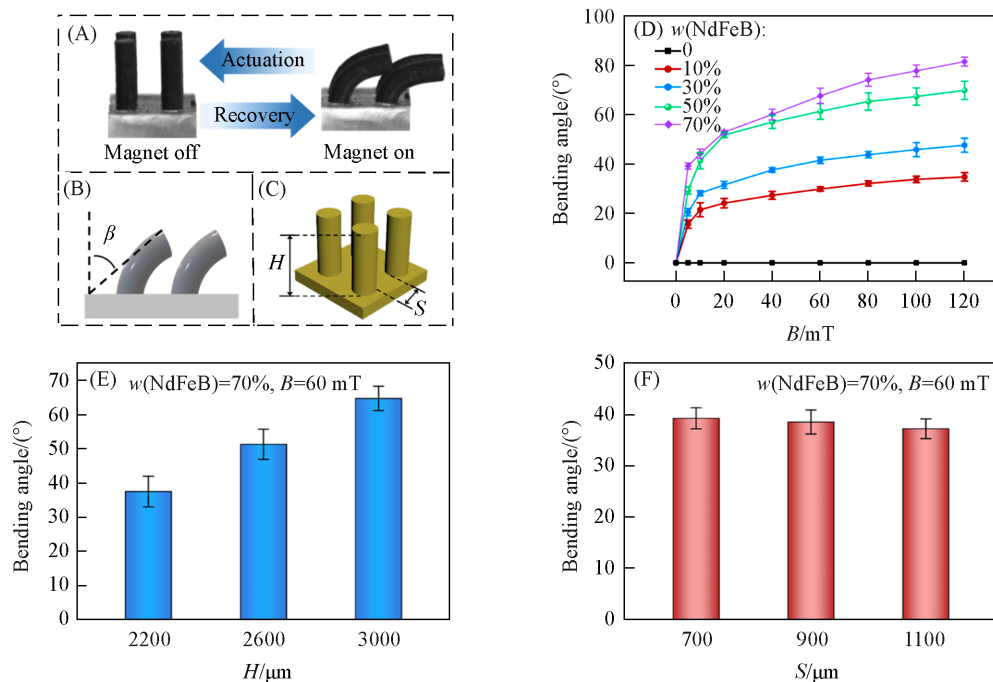 (A)
Actuation
Recovery
Magnet off
Magnet on
(B)
β
(C)
H
S
(D) w(NdFeB):
0
10%
30%
50%
70%
Bending angle/(°)
80
60
40
20
0
0 20 40 60 80 100 120
B/mT
(E) w(NdFeB)=70%, B=60 mT
Bending angle/(°)
70
60
50
40
30
20
10
0
2200 2600 3000
H/μm
(F) w(NdFeB)=70%, B=60 mT
Bending angle/(°)
50
40
30
20
10
0
700 900 1100
S/μm